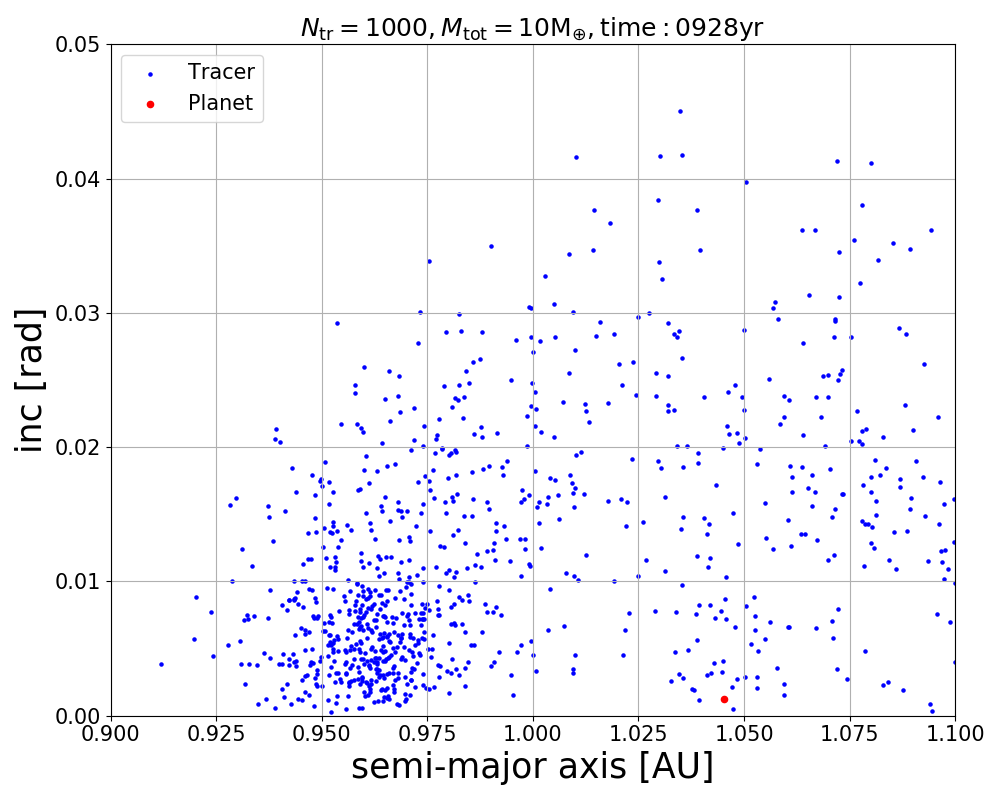 N_tr = 1000, M_tot = 10M_⊕, time : 0928yr
0.05
Tracer
Planet
0.04
0.03
inc [rad]
0.02
0.01
0.00
0.900 0.925 0.950 0.975 1.000 1.025 1.050 1.075 1.100
semi-major axis [AU]